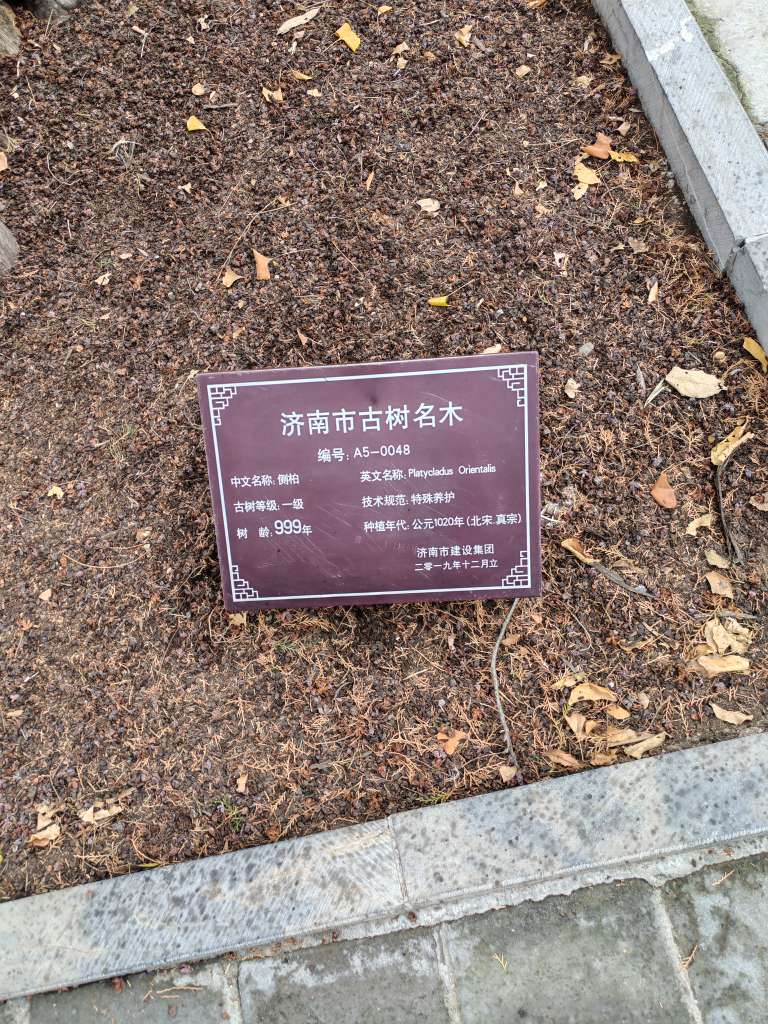 济南市古树名木
编号: A5-0048
中文名称: 侧柏 英文名称: Platycladus Orientalis
古树等级: 一级 技术规范: 特殊养护
树 龄: 999年 种植年代: 公元1020年 (北宋.真宗)
济南市建设集团
二零一九年十二月立